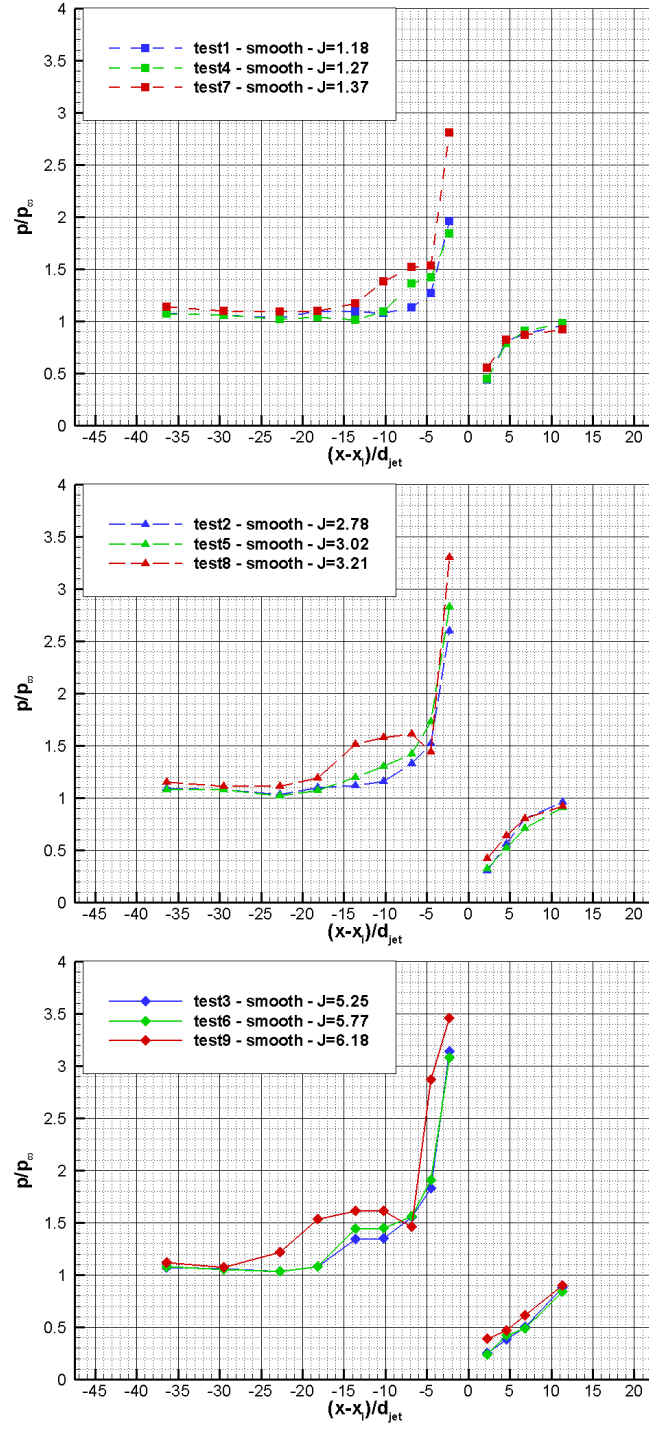 4
3.5
3
2.5
2
1.5
1
0.5
0
p/p∞
test1 - smooth - J=1.18
test4 - smooth - J=1.27
test7 - smooth - J=1.37
-45 -40 -35 -30 -25 -20 -15 -10 -5 0 5 10 15 20
(x-xj)/djet
4
3.5
3
2.5
2
1.5
1
0.5
0
p/p∞
test2 - smooth - J=2.78
test5 - smooth - J=3.02
test8 - smooth - J=3.21
-45 -40 -35 -30 -25 -20 -15 -10 -5 0 5 10 15 20
(x-xj)/djet
4
3.5
3
2.5
2
1.5
1
0.5
0
p/p∞
test3 - smooth - J=5.25
test6 - smooth - J=5.77
test9 - smooth - J=6.18
-45 -40 -35 -30 -25 -20 -15 -10 -5 0 5 10 15 20
(x-xj)/djet